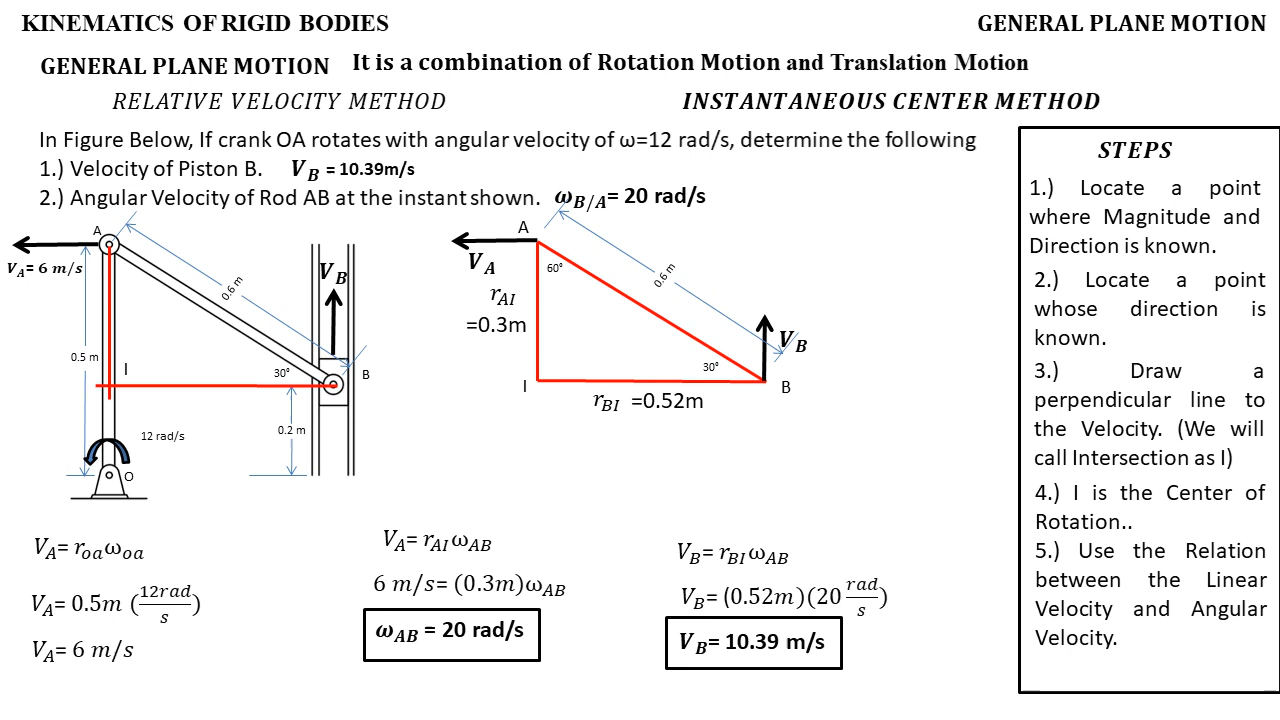 KINEMATICS OF RIGID BODIES
GENERAL PLANE MOTION
GENERAL PLANE MOTION It is a combination of Rotation Motion and Translation Motion
RELATIVE VELOCITY METHOD
INSTANTANEOUS CENTER METHOD
In Figure Below, If crank OA rotates with angular velocity of ω=12 rad/s, determine the following
1.) Velocity of Piston B. V_B = 10.39m/s
2.) Angular Velocity of Rod AB at the instant shown. ω_B/A= 20 rad/s
A
V_A= 6 m/s
0.6 m
V_B
0.5 m
I
30°
B
12 rad/s
0.2 m
O
A
V_A
60°
0.6 m
r_AI
=0.3m
V_B
30°
I
B
r_BI =0.52m
V_A= r_oa ω_oa
V_A= 0.5m (12rad/s)
V_A= 6 m/s
V_A= r_AI ω_AB
6 m/s= (0.3m)ω_AB
ω_AB = 20 rad/s
V_B= r_BI ω_AB
V_B= (0.52m)(20 rad/s)
V_B= 10.39 m/s
STEPS
1.) Locate a point
where Magnitude and
Direction is known.
2.) Locate a point
whose direction is
known.
3.) Draw a
perpendicular line to
the Velocity. (We will
call Intersection as I)
4.) I is the Center of
Rotation..
5.) Use the Relation
between the Linear
Velocity and Angular
Velocity.